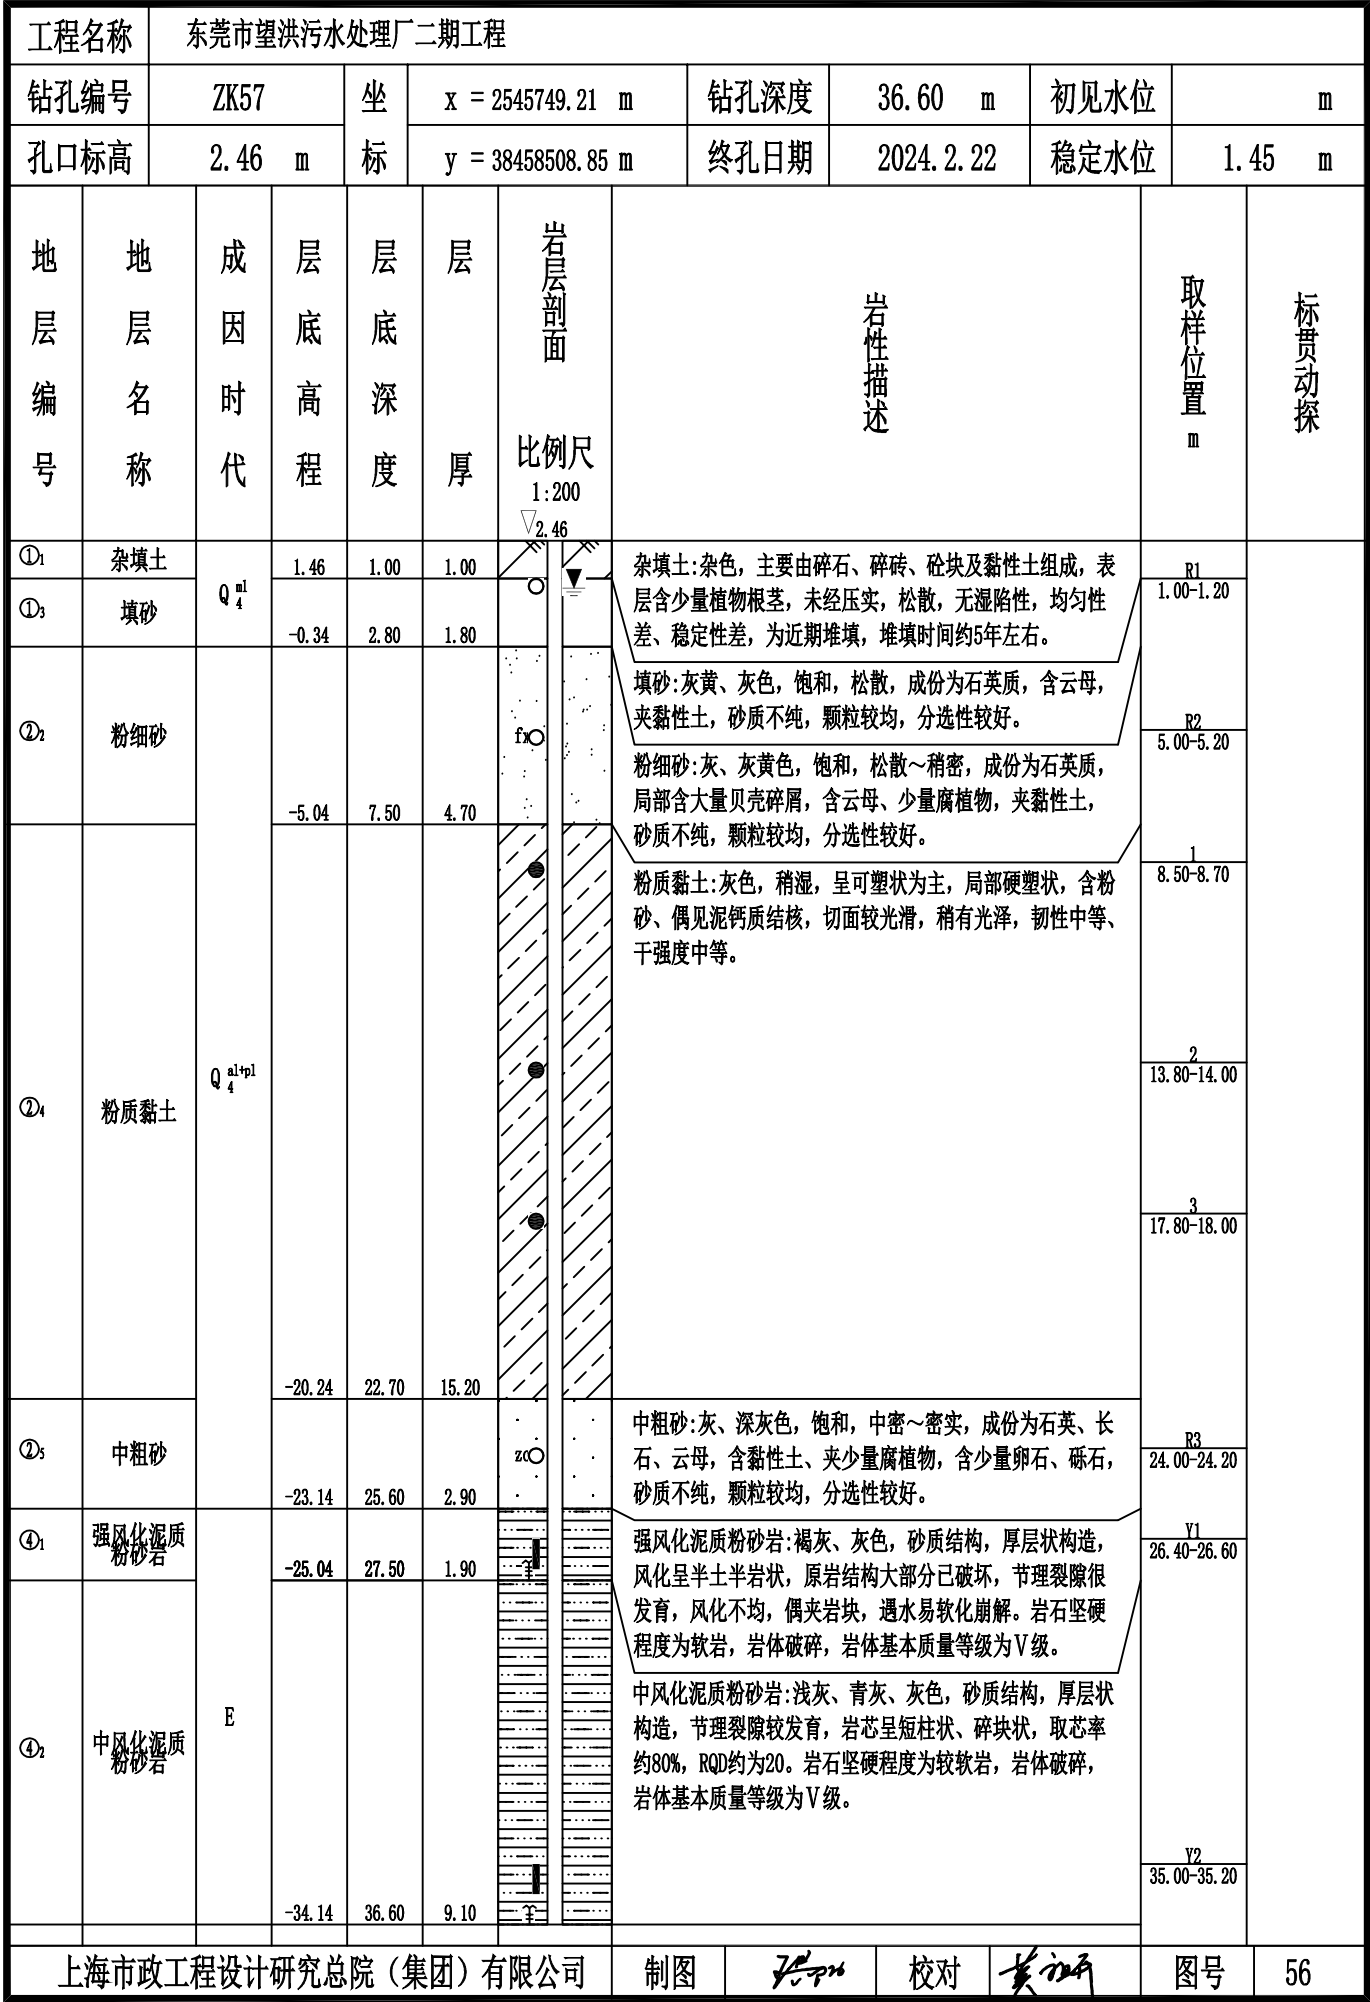 工程名称 东莞市望洪污水处理厂二期工程
钻孔编号 ZK57 坐 x = 2545749.21 m 钻孔深度 36.60 m 初见水位 m
孔口标高 2.46 m 标 y = 38458508.85 m 终孔日期 2024.2.22 稳定水位 1.45 m
地层编号
地层名称
成因时代
层底高程
层底深度
层厚
岩层剖面
比例尺
1:200
2.46
岩性描述
取样位置
m
标贯动探
①1 杂填土 1.46 1.00 1.00
Q4 ml
①3 填砂 -0.34 2.80 1.80
②2 粉细砂 -5.04 7.50 4.70
fx
②4 粉质黏土 -20.24 22.70 15.20
Q4 al+pl
②5 中粗砂 -23.14 25.60 2.90
zc
④1 强风化泥质
粉砂岩 -25.04 27.50 1.90
④2 中风化泥质
粉砂岩 -34.14 36.60 9.10
E
杂填土:杂色，主要由碎石、碎砖、砼块及黏性土组成，表
层含少量植物根茎，未经压实，松散，无湿陷性，均匀性
差、稳定性差，为近期堆填，堆填时间约5年左右。
填砂:灰黄、灰色，饱和，松散，成份为石英质，含云母，
夹黏性土，砂质不纯，颗粒较均，分选性较好。
粉细砂:灰、灰黄色，饱和，松散～稍密，成份为石英质，
局部含大量贝壳碎屑，含云母、少量腐植物，夹黏性土，
砂质不纯，颗粒较均，分选性较好。
粉质黏土:灰色，稍湿，呈可塑状为主，局部硬塑状，含粉
砂、偶见泥钙质结核，切面较光滑，稍有光泽，韧性中等、
干强度中等。
中粗砂:灰、深灰色，饱和，中密～密实，成份为石英、长
石、云母，含黏性土、夹少量腐植物，含少量卵石、砾石，
砂质不纯，颗粒较均，分选性较好。
强风化泥质粉砂岩:褐灰、灰色，砂质结构，厚层状构造，
风化呈半土半岩状，原岩结构大部分已破坏，节理裂隙很
发育，风化不均，偶夹岩块，遇水易软化崩解。岩石坚硬
程度为软岩，岩体破碎，岩体基本质量等级为Ⅴ级。
中风化泥质粉砂岩:浅灰、青灰、灰色，砂质结构，厚层状
构造，节理裂隙较发育，岩芯呈短柱状、碎块状，取芯率
约80%，RQD约为20。岩石坚硬程度为较软岩，岩体破碎，
岩体基本质量等级为Ⅴ级。
R1
1.00-1.20
R2
5.00-5.20
1
8.50-8.70
2
13.80-14.00
3
17.80-18.00
R3
24.00-24.20
Y1
26.40-26.60
Y2
35.00-35.20
上海市政工程设计研究总院（集团）有限公司 制图 校对 图号 56